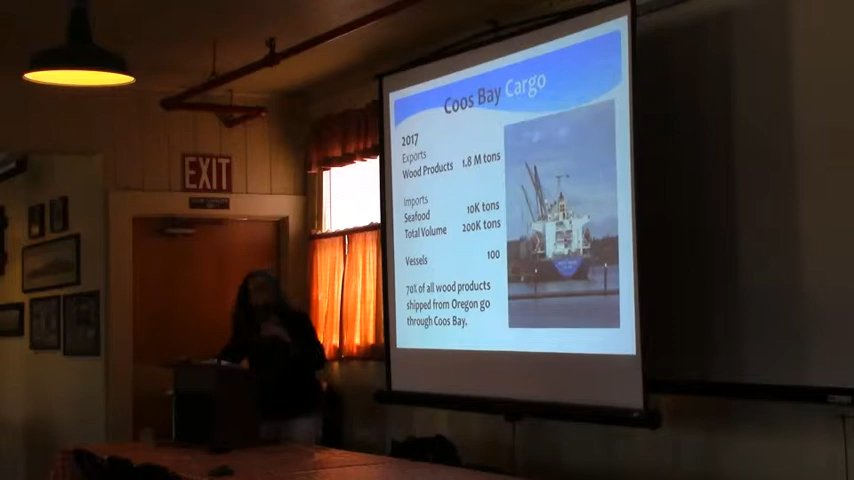 EXIT
Coos Bay Cargo
2017
Exports
Wood Products 1.8 M tons
Imports
Seafood 10K tons
Total Volume 200K tons
Vessels 100
70% of all wood products
shipped from Oregon go
through Coos Bay.